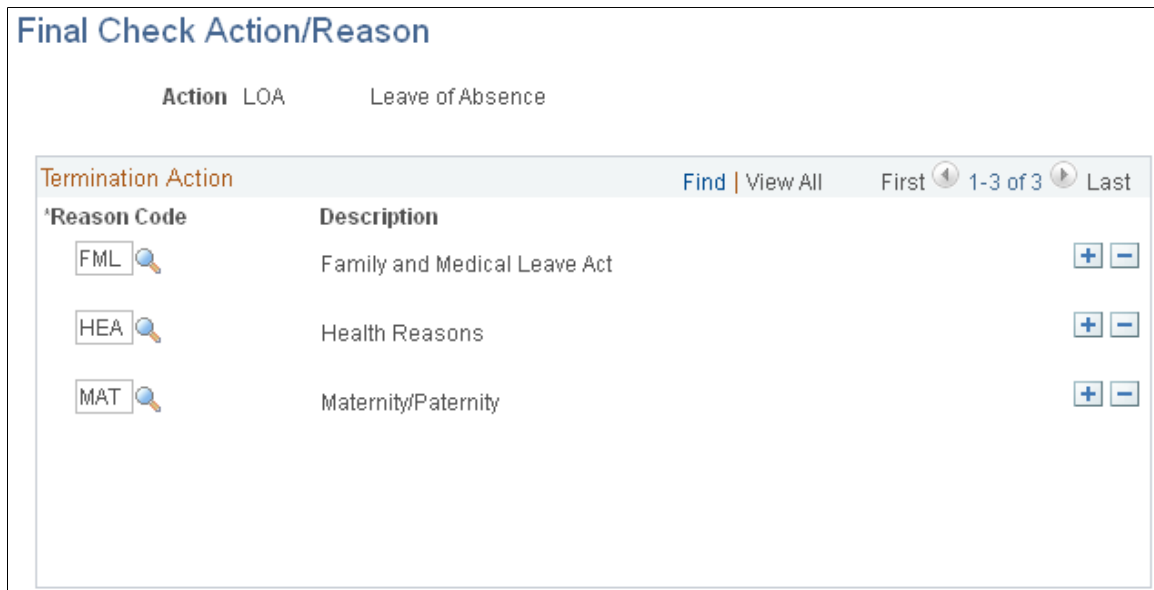 Final Check Action/Reason
Action LOA Leave of Absence
Termination Action Find | View All First 1-3 of 3 Last
*Reason Code Description
FML Family and Medical Leave Act
HEA Health Reasons
MAT Maternity/Paternity